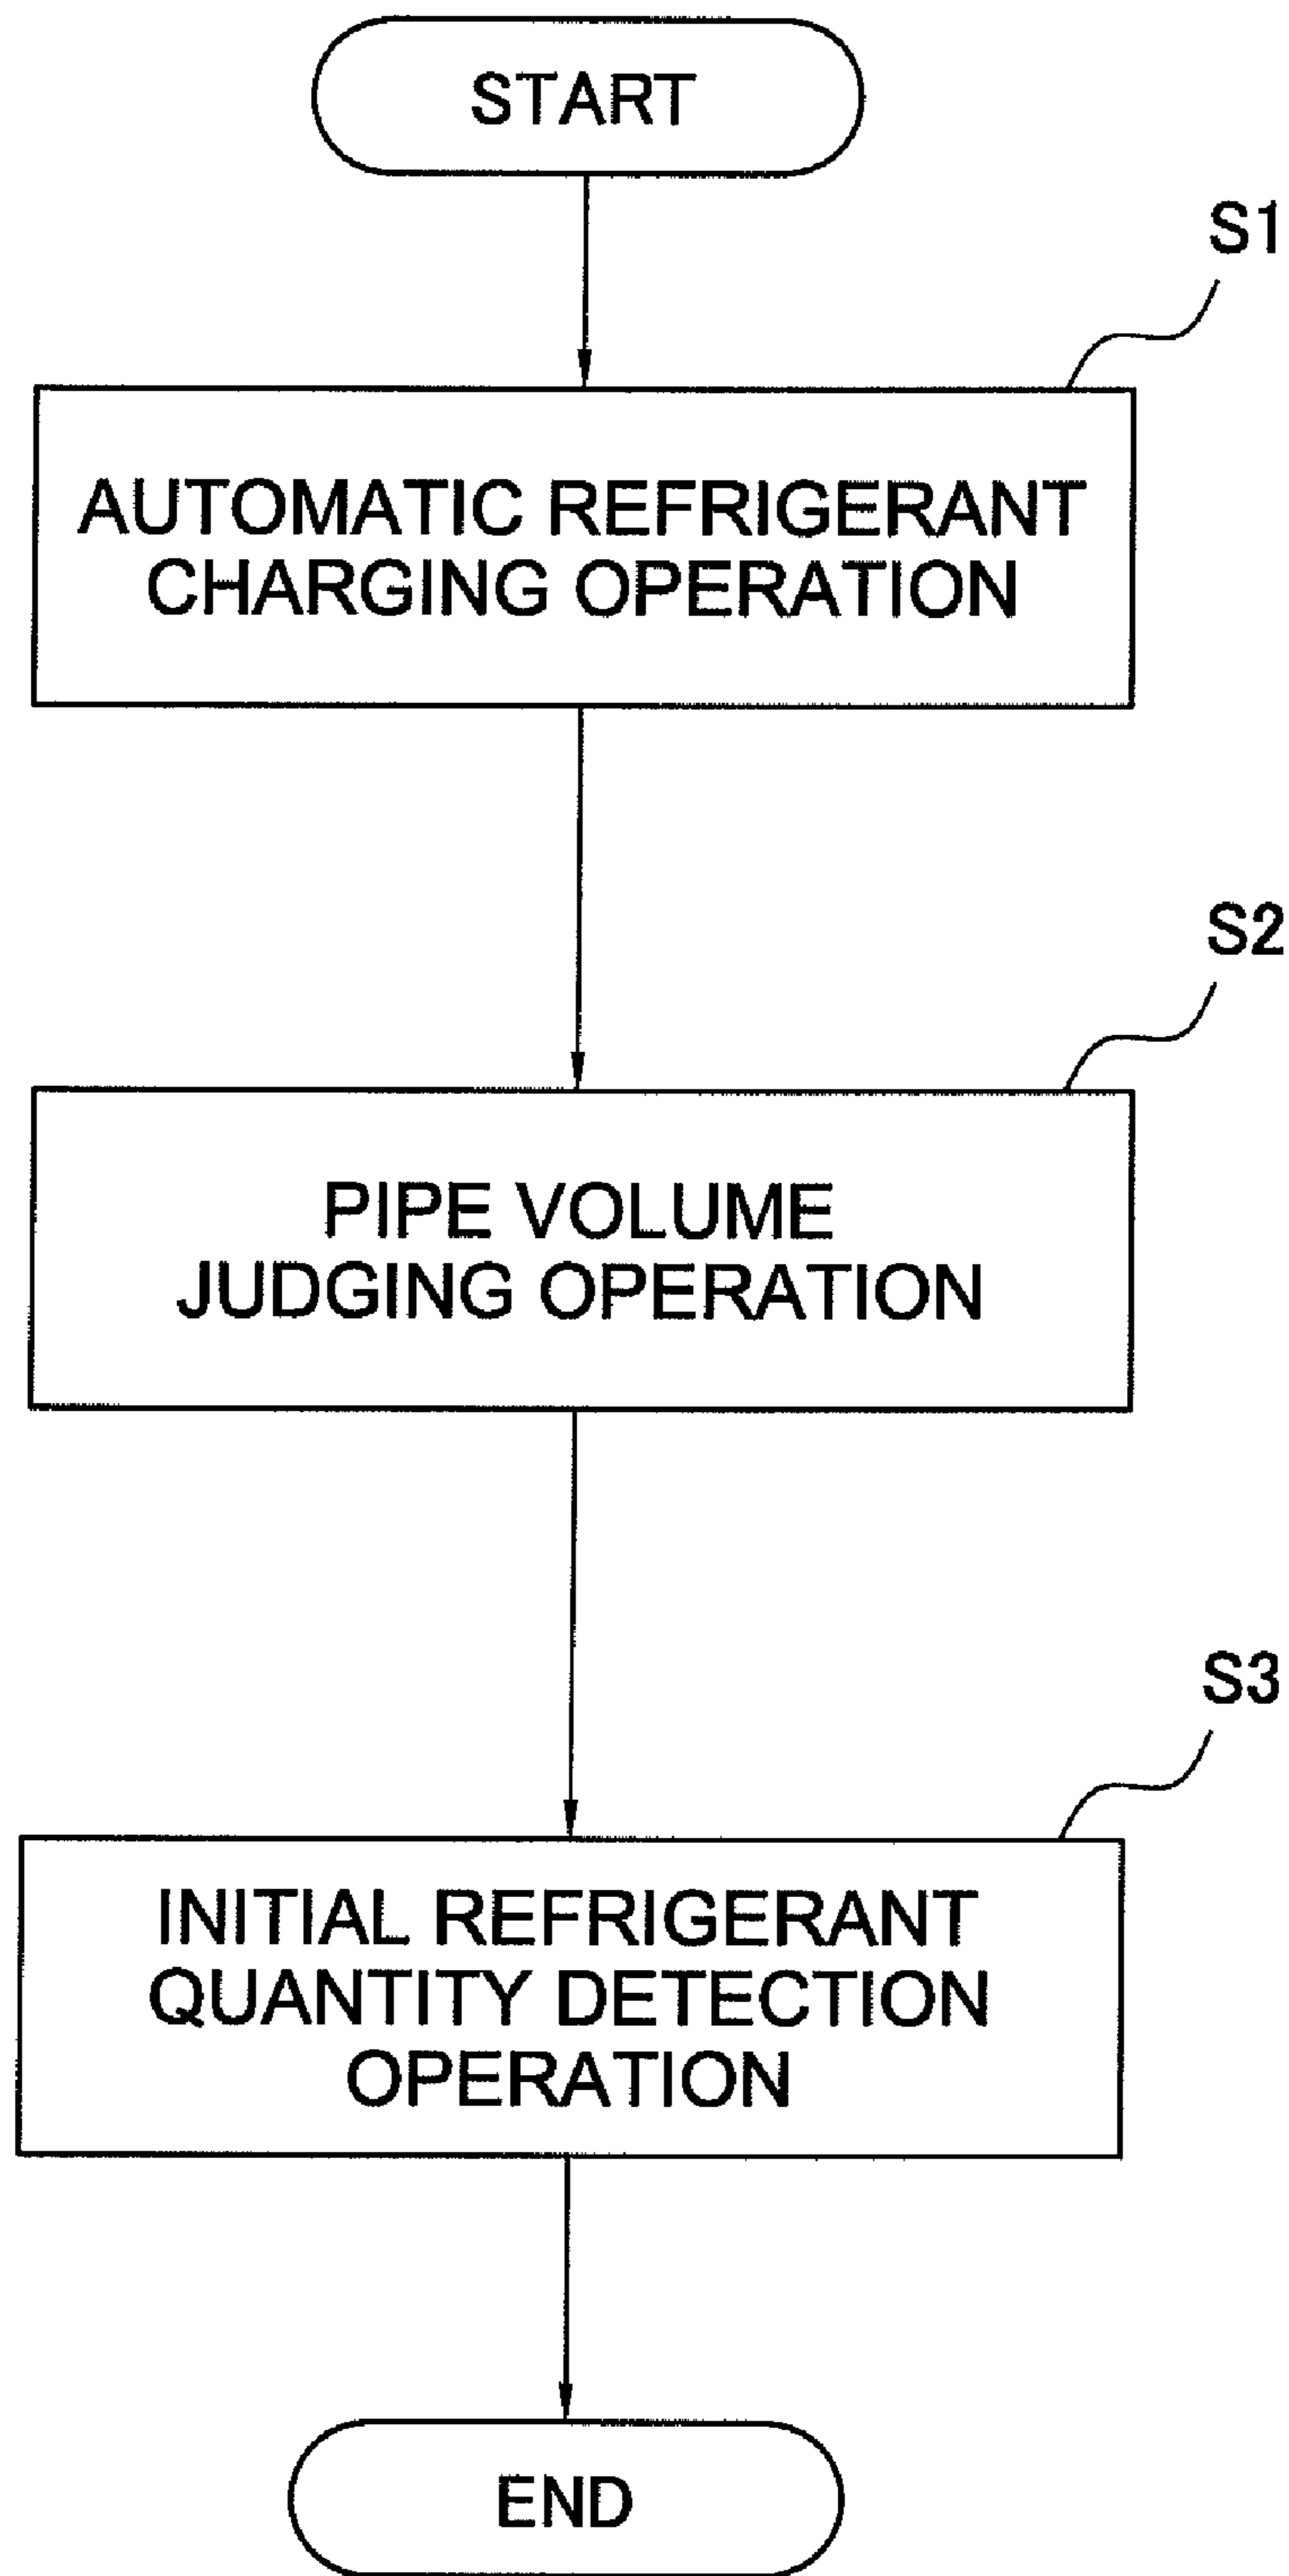 START
S1
AUTOMATIC REFRIGERANT
CHARGING OPERATION
S2
PIPE VOLUME
JUDGING OPERATION
S3
INITIAL REFRIGERANT
QUANTITY DETECTION
OPERATION
END